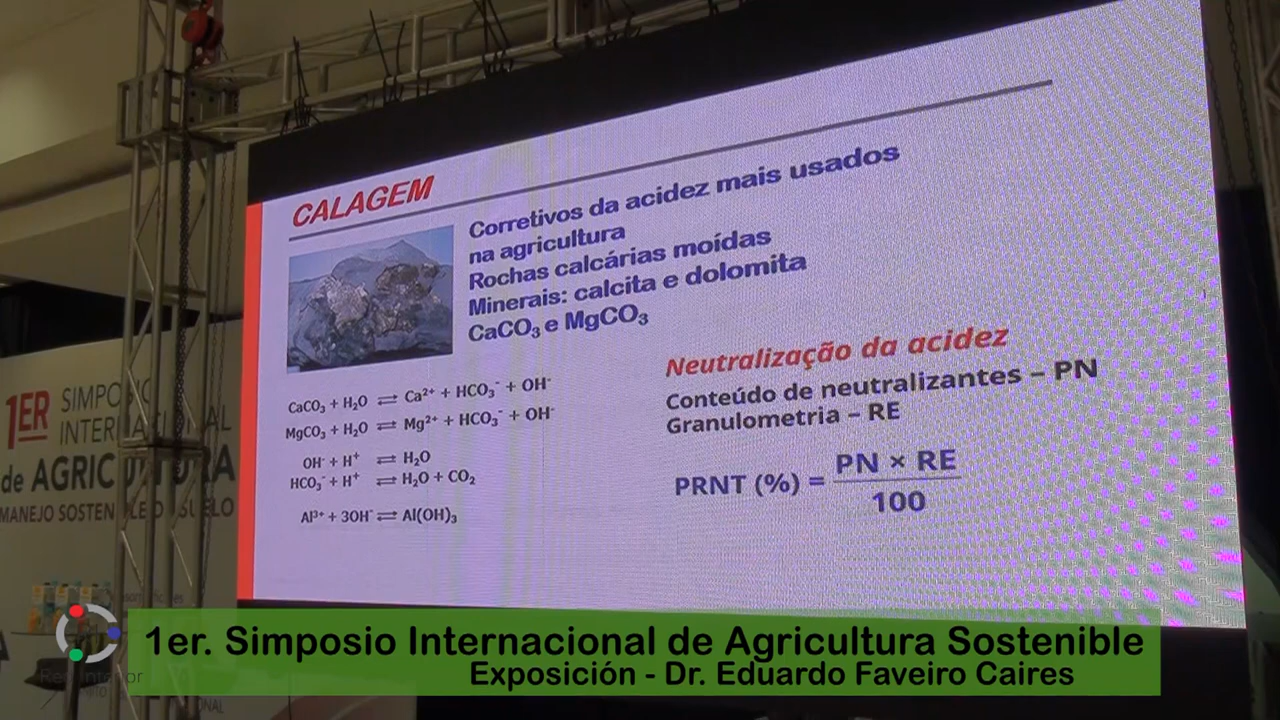 CALAGEM
Corretivos da acidez mais usados
na agricultura
Rochas calcárias moídas
Minerais: calcita e dolomita
CaCO₃ e MgCO₃
CaCO₃ + H₂O ⇌ Ca²⁺ + HCO₃⁻ + OH⁻
MgCO₃ + H₂O ⇌ Mg²⁺ + HCO₃⁻ + OH⁻
OH⁻ + H⁺ ⇌ H₂O
HCO₃⁻ + H⁺ ⇌ H₂O + CO₂
Al³⁺ + 3OH⁻ ⇌ Al(OH)₃
Neutralização da acidez
Conteúdo de neutralizantes – PN
Granulometria – RE
PRNT (%) = PN × RE
100
1ER
de
MANEJO
1er. Simposio Internacional de Agricultura Sostenible
Exposición - Dr. Eduardo Faveiro Caires